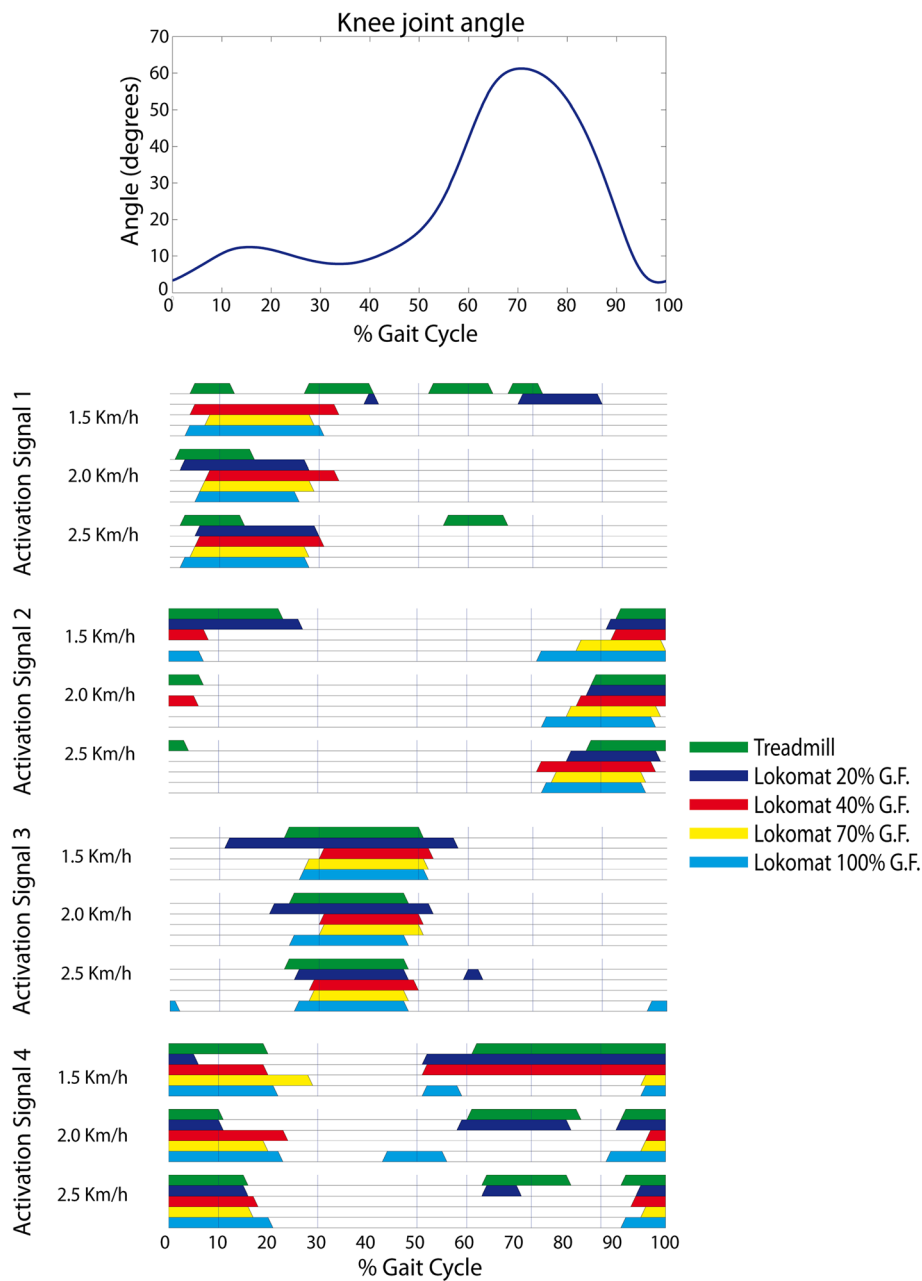 Knee joint angle
70
60
50
40
30
20
10
0
Angle (degrees)
0 10 20 30 40 50 60 70 80 90 100
% Gait Cycle
Activation Signal 1
1.5 Km/h
2.0 Km/h
2.5 Km/h
Activation Signal 2
1.5 Km/h
2.0 Km/h
2.5 Km/h
Treadmill
Lokomat 20% G.F.
Lokomat 40% G.F.
Lokomat 70% G.F.
Lokomat 100% G.F.
Activation Signal 3
1.5 Km/h
2.0 Km/h
2.5 Km/h
Activation Signal 4
1.5 Km/h
2.0 Km/h
2.5 Km/h
0 10 20 30 40 50 60 70 80 90 100
% Gait Cycle